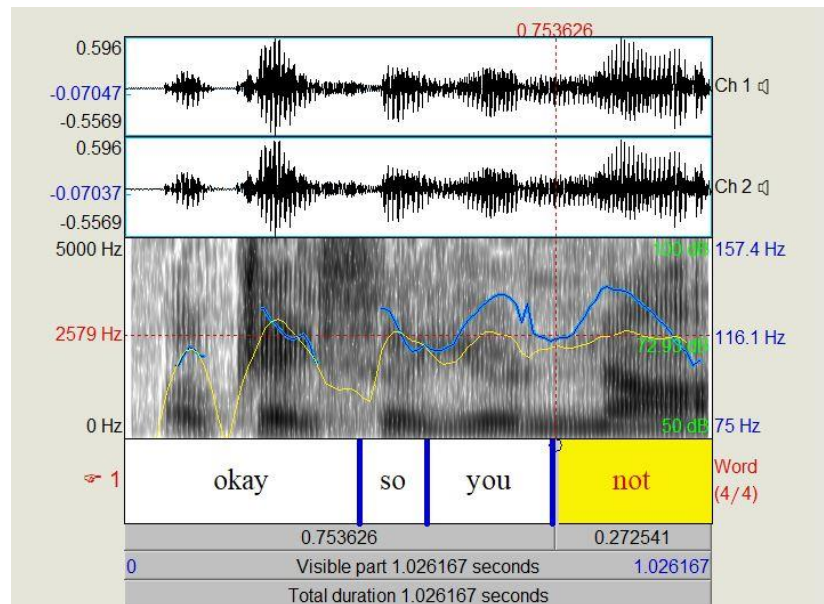 0.753626
0.596
-0.07047
-0.5569
Ch 1
0.596
-0.07037
-0.5569
Ch 2
5000 Hz
100 dB
157.4 Hz
2579 Hz
116.1 Hz
0 Hz
50 dB
75 Hz
1
okay
so
you
not
Word
(4/4)
0.753626
0.272541
0
Visible part 1.026167 seconds
1.026167
Total duration 1.026167 seconds